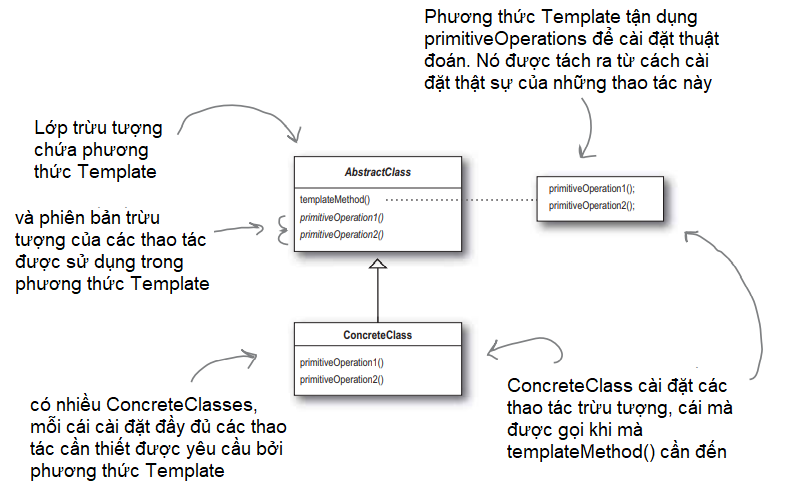 Phương thức Template tận dụng
primitiveOperations để cài đặt thuật
đoán. Nó được tách ra từ cách cài
đặt thật sự của những thao tác này
Lớp trừu tượng
chứa phương
thức Template
AbstractClass
templateMethod()
primitiveOperation1()
primitiveOperation2()
primitiveOperation1();
primitiveOperation2();
và phiên bản trừu
tượng của các thao tác
được sử dụng trong
phương thức Template
ConcreteClass
primitiveOperation1()
primitiveOperation2()
có nhiều ConcreteClasses,
mỗi cái cài đặt đầy đủ các thao
tác cần thiết được yêu cầu bởi
phương thức Template
ConcreteClass cài đặt các
thao tác trừu tượng, cái mà
được gọi khi mà
templateMethod() cần đến